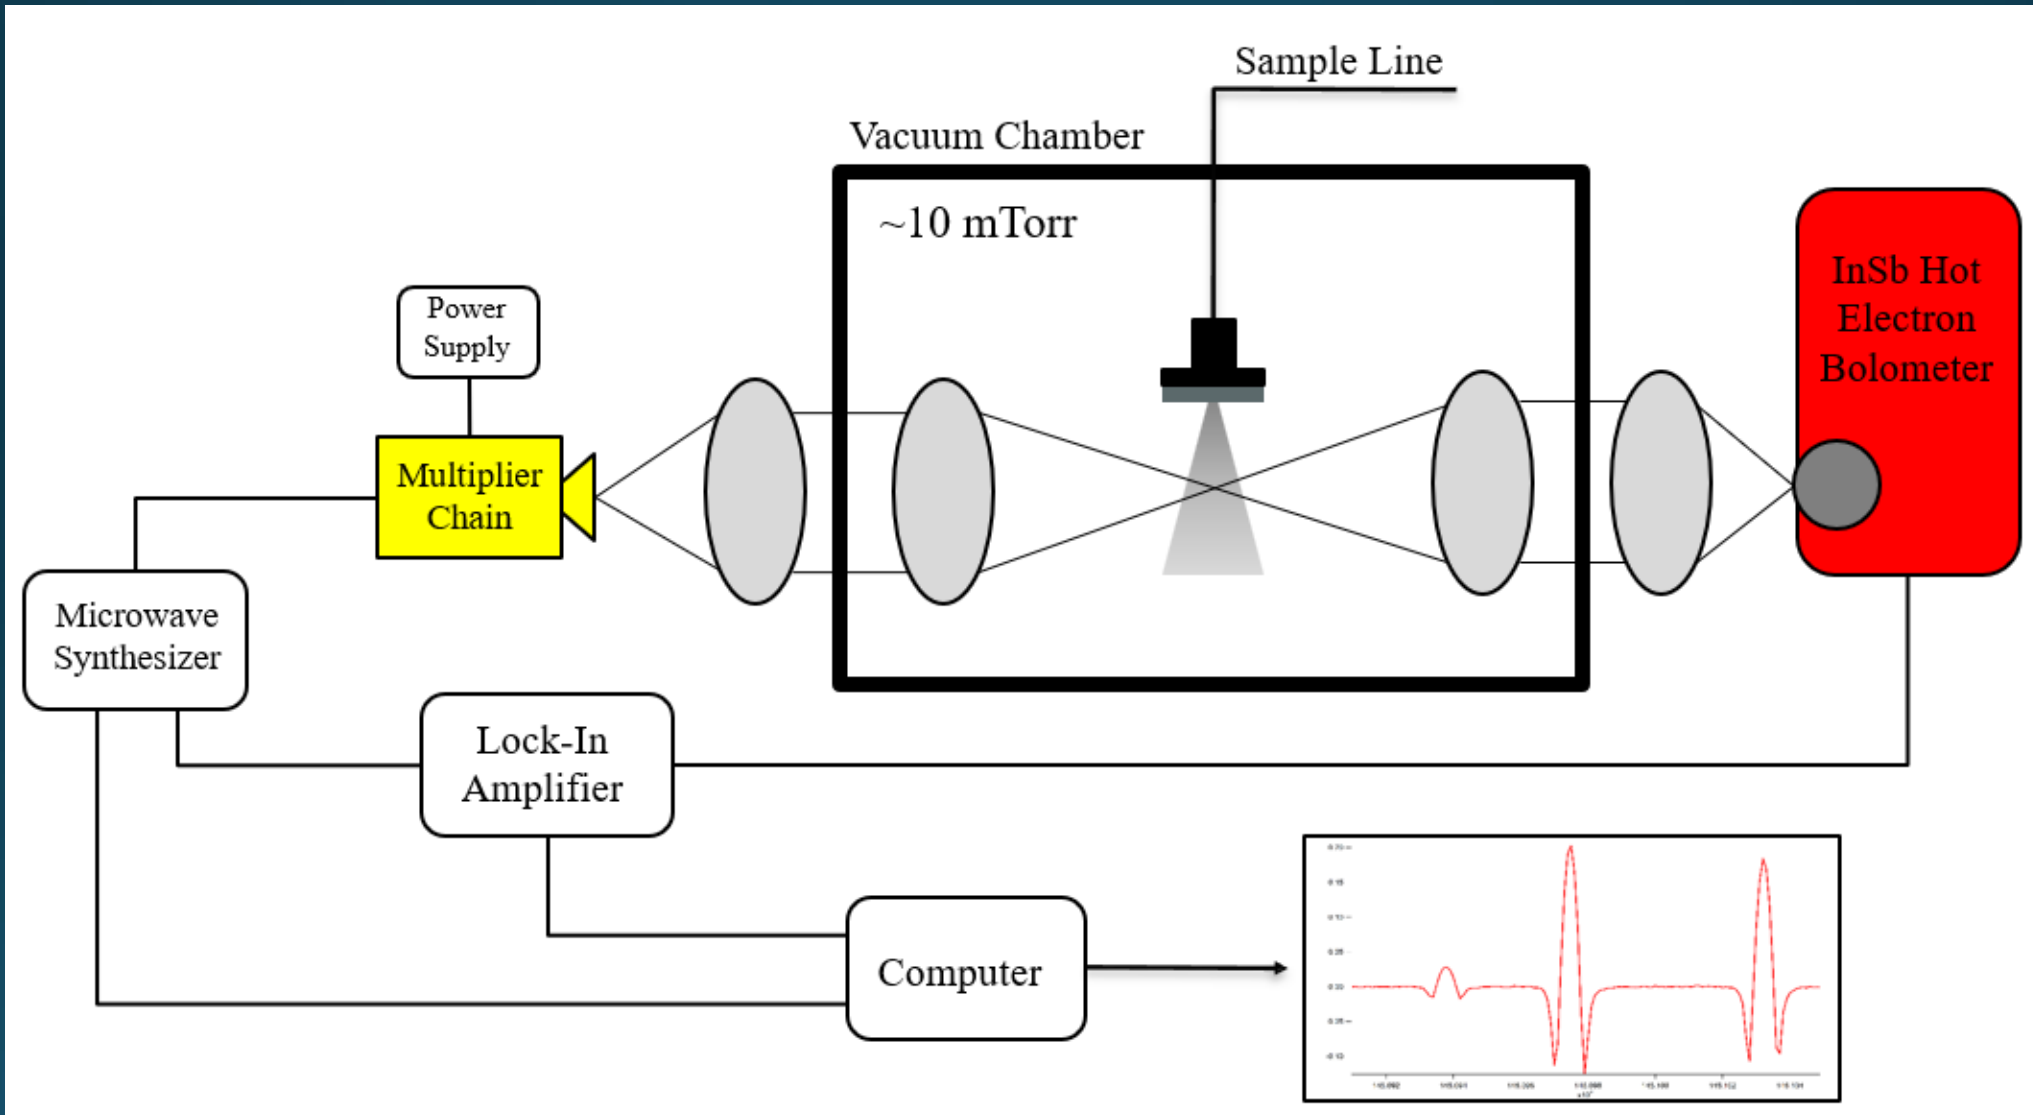 Sample Line
Vacuum Chamber
~10 mTorr
InSb Hot
Electron
Bolometer
Power
Supply
Multiplier
Chain
Microwave
Synthesizer
Lock-In
Amplifier
Computer